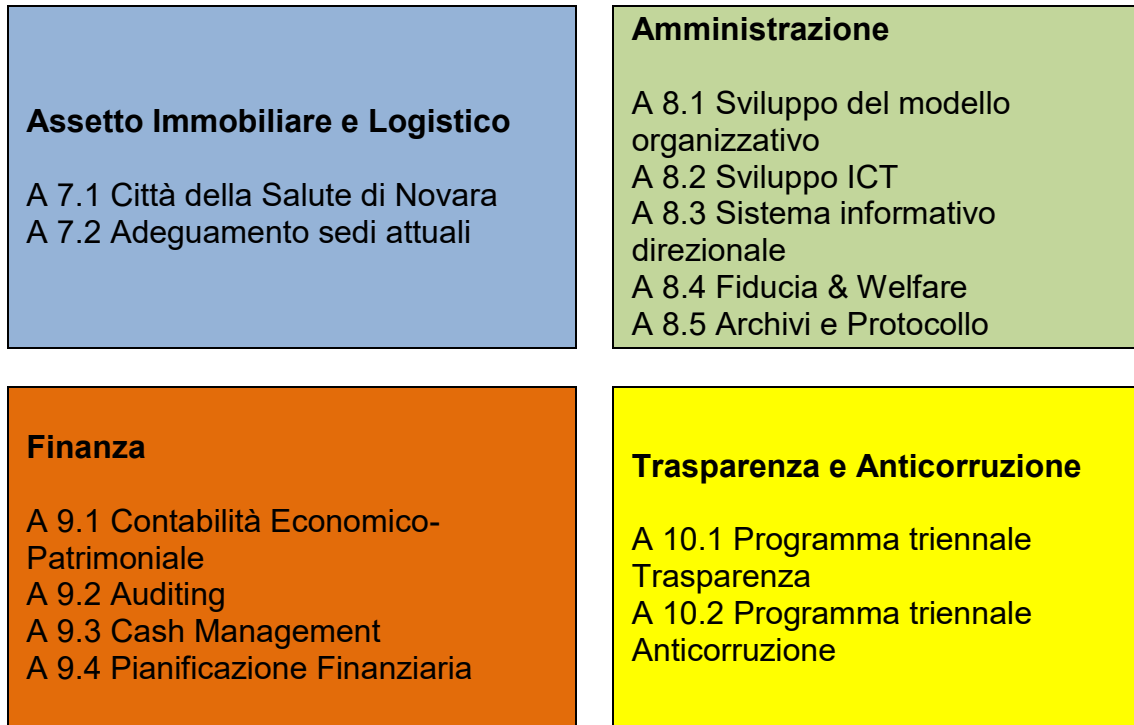 Assetto Immobiliare e Logistico
A 7.1 Città della Salute di Novara
A 7.2 Adeguamento sedi attuali
Amministrazione
A 8.1 Sviluppo del modello
organizzativo
A 8.2 Sviluppo ICT
A 8.3 Sistema informativo
direzionale
A 8.4 Fiducia & Welfare
A 8.5 Archivi e Protocollo
Finanza
A 9.1 Contabilità Economico-
Patrimoniale
A 9.2 Auditing
A 9.3 Cash Management
A 9.4 Pianificazione Finanziaria
Trasparenza e Anticorruzione
A 10.1 Programma triennale
Trasparenza
A 10.2 Programma triennale
Anticorruzione